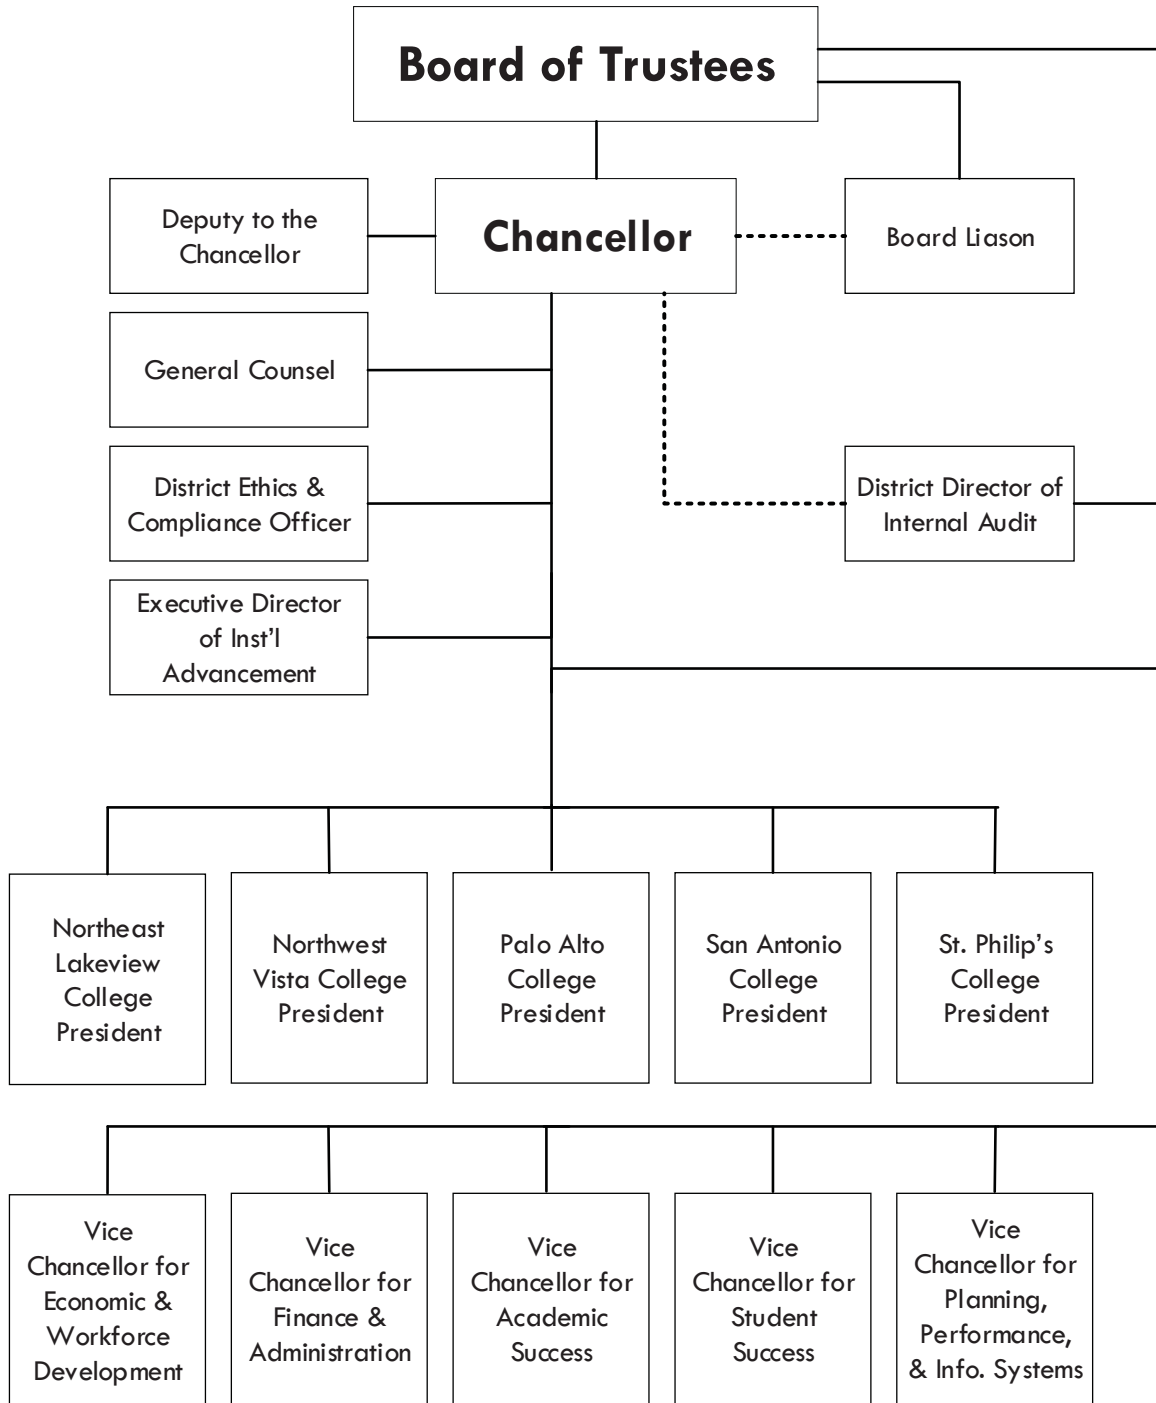 Board of Trustees
Deputy to the
Chancellor
Chancellor
Board Liason
General Counsel
District Ethics &
Compliance Officer
District Director of
Internal Audit
Executive Director
of Inst'l
Advancement
Northeast
Lakeview
College
President
Northwest
Vista College
President
Palo Alto
College
President
San Antonio
College
President
St. Philip's
College
President
Vice
Chancellor for
Economic &
Workforce
Development
Vice
Chancellor for
Finance &
Administration
Vice
Chancellor for
Academic
Success
Vice
Chancellor for
Student
Success
Vice
Chancellor for
Planning,
Performance,
& Info. Systems